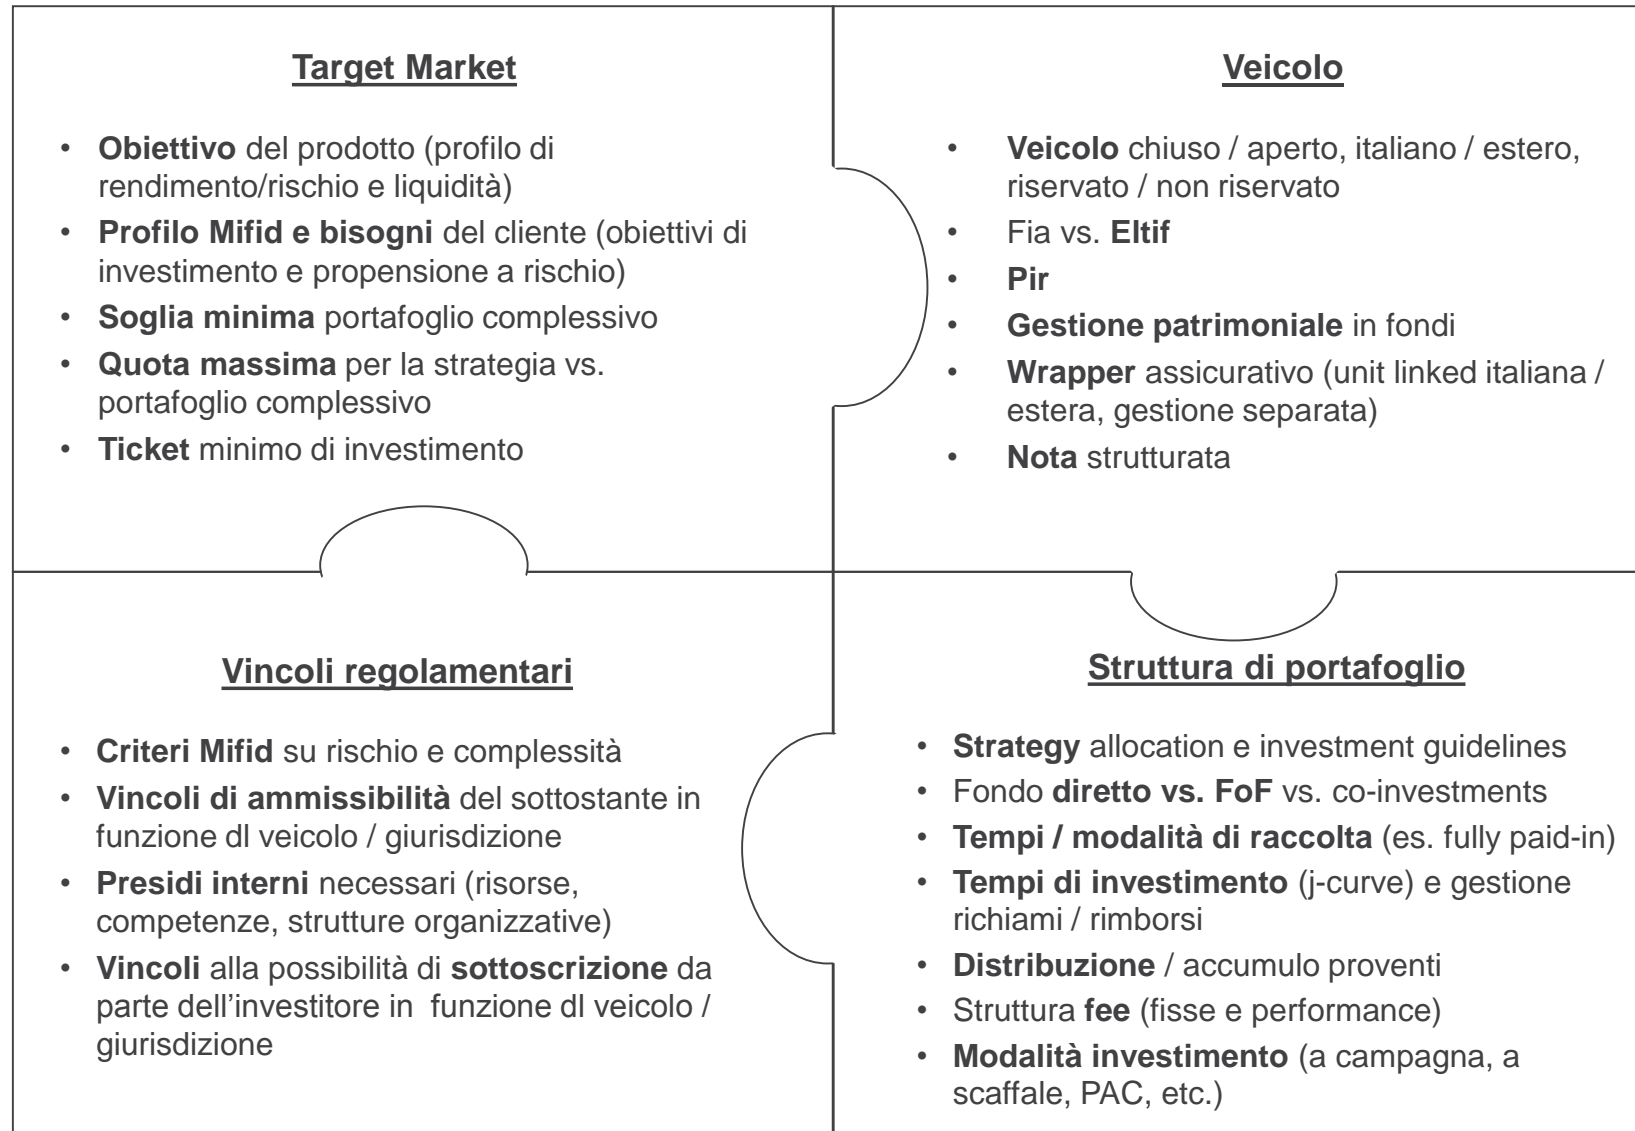 Target Market
• Obiettivo del prodotto (profilo di
rendimento/rischio e liquidità)
• Profilo Mifid e bisogni del cliente (obiettivi di
investimento e propensione a rischio)
• Soglia minima portafoglio complessivo
• Quota massima per la strategia vs.
portafoglio complessivo
• Ticket minimo di investimento
Veicolo
• Veicolo chiuso / aperto, italiano / estero,
riservato / non riservato
• Fia vs. Eltif
• Pir
• Gestione patrimoniale in fondi
• Wrapper assicurativo (unit linked italiana /
estera, gestione separata)
• Nota strutturata
Vincoli regolamentari
• Criteri Mifid su rischio e complessità
• Vincoli di ammissibilità del sottostante in
funzione dl veicolo / giurisdizione
• Presidi interni necessari (risorse,
competenze, strutture organizzative)
• Vincoli alla possibilità di sottoscrizione da
parte dell’investitore in funzione dl veicolo /
giurisdizione
Struttura di portafoglio
• Strategy allocation e investment guidelines
• Fondo diretto vs. FoF vs. co-investments
• Tempi / modalità di raccolta (es. fully paid-in)
• Tempi di investimento (j-curve) e gestione
richiami / rimborsi
• Distribuzione / accumulo proventi
• Struttura fee (fisse e performance)
• Modalità investimento (a campagna, a
scaffale, PAC, etc.)